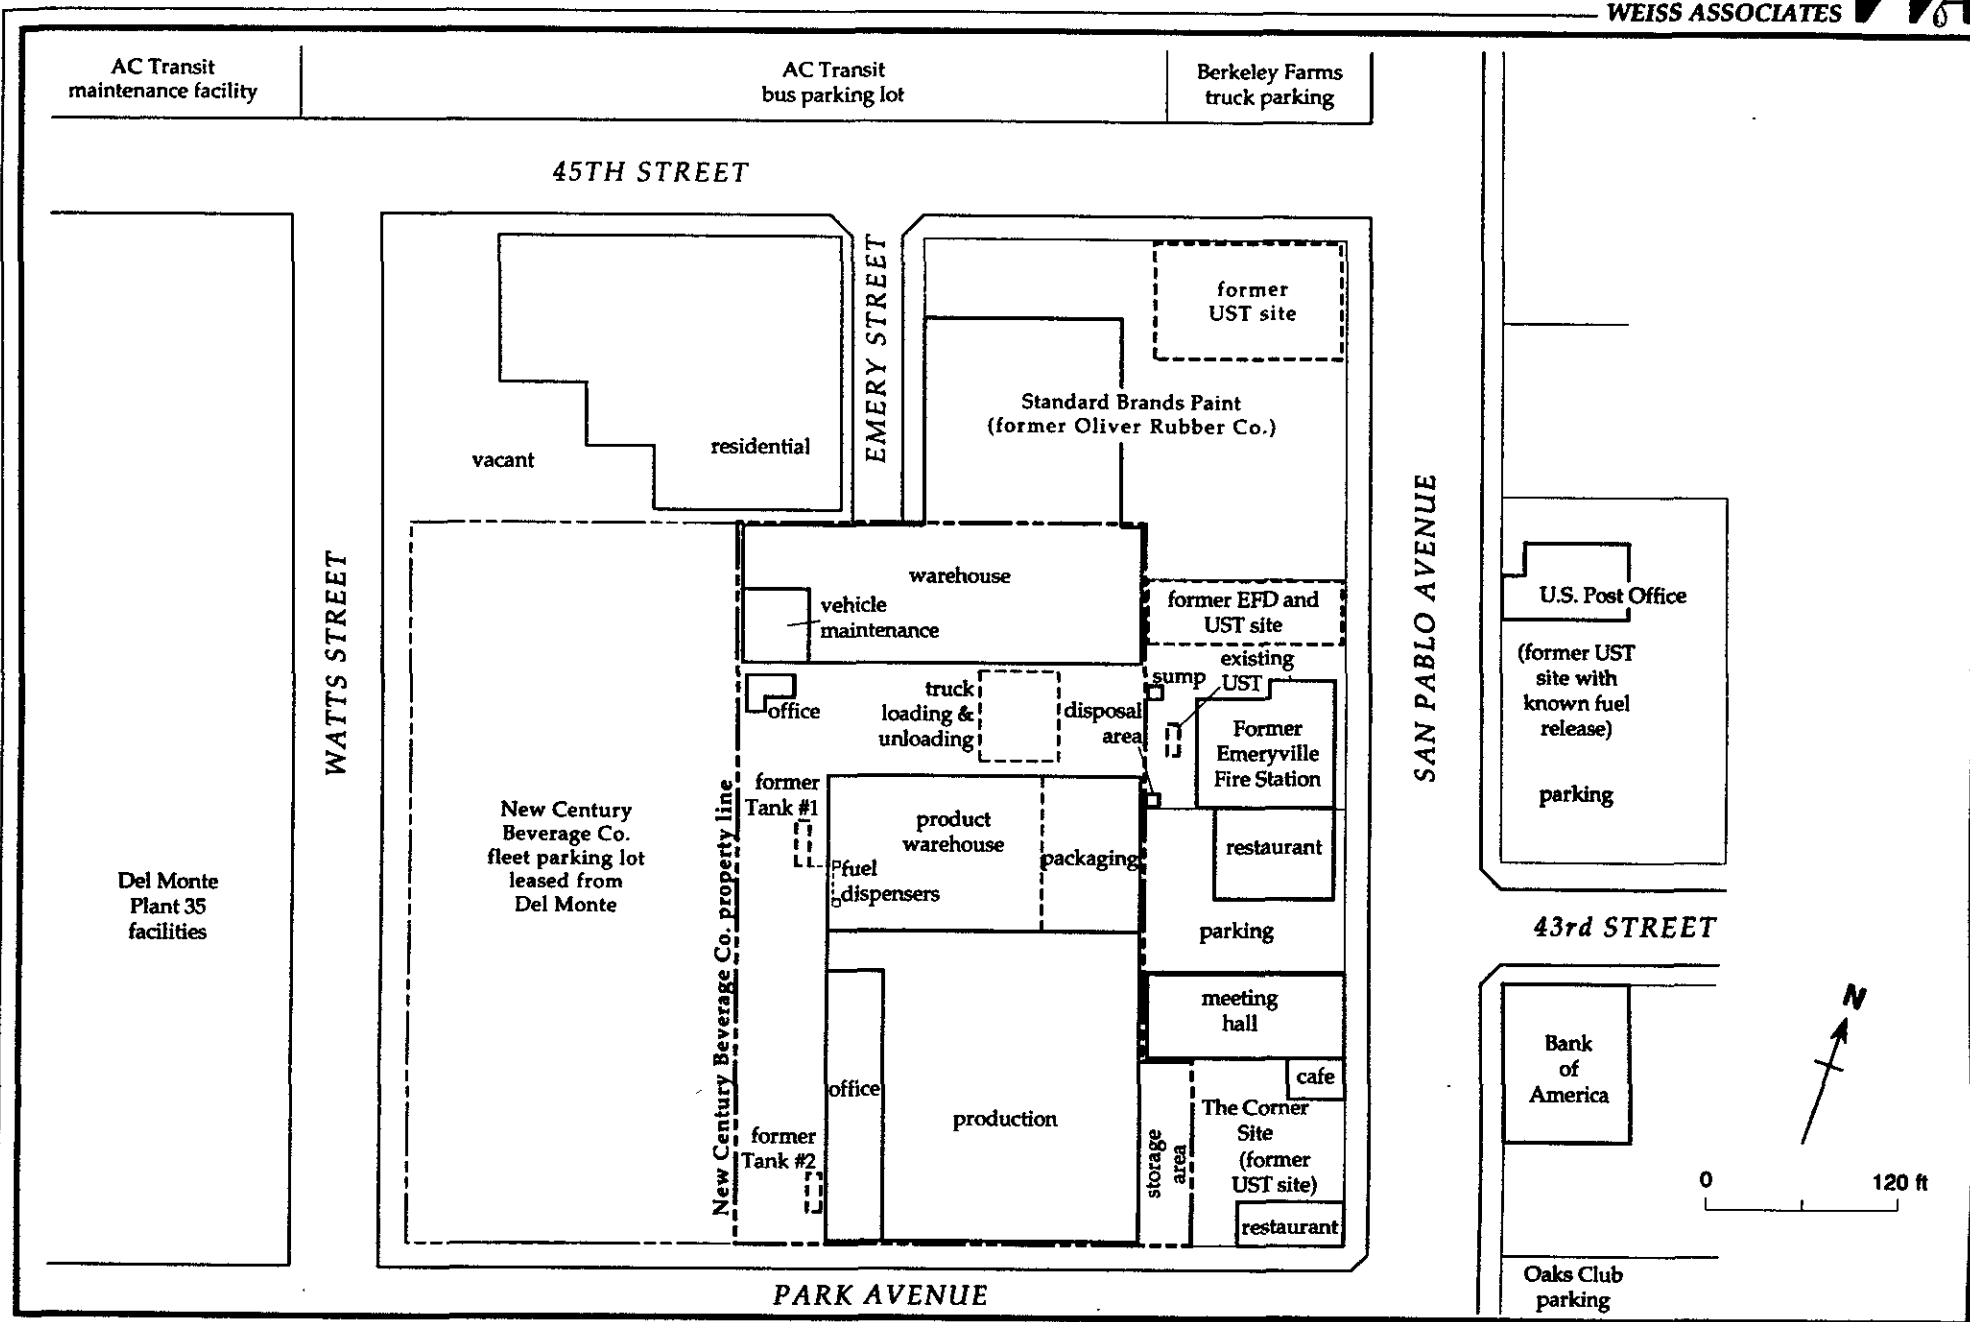 WEISS ASSOCIATES
AC Transit
maintenance facility
AC Transit
bus parking lot
Berkeley Farms
truck parking
45TH STREET
EMERY STREET
former
UST site
Standard Brands Paint
(former Oliver Rubber Co.)
vacant
residential
WATTS STREET
SAN PABLO AVENUE
warehouse
vehicle
maintenance
former EFD and
UST site
U.S. Post Office
(former UST
site with
known fuel
release)
parking
existing
UST
sump
office
truck
loading &
unloading
disposal
area
Former
Emeryville
Fire Station
former
Tank #1
New Century
Beverage Co.
fleet parking lot
leased from
Del Monte
New Century Beverage Co. property line
product
warehouse
packaging
restaurant
fuel
dispensers
Del Monte
Plant 35
facilities
parking
43rd STREET
meeting
hall
N
Bank
of
America
cafe
office
production
The Corner
Site
(former
UST site)
storage
area
former
Tank #2
0
120 ft
restaurant
Oaks Club
parking
PARK AVENUE